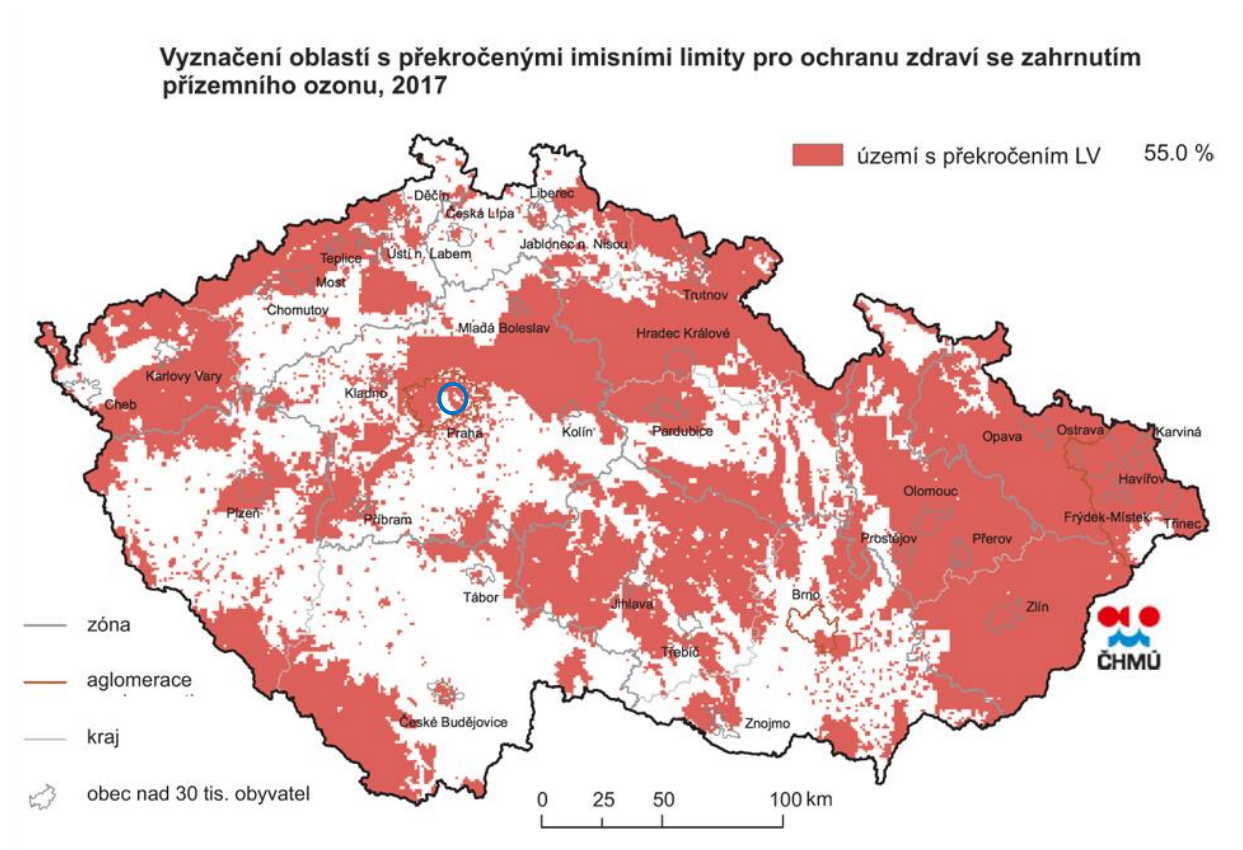 Vyznačení oblastí s překročenými imisními limity pro ochranu zdraví se zahrnutím
přízemního ozonu, 2017
území s překročením LV 55.0 %
Děčín
Liberec
Česká Lípa
Jablonec n. Nisou
Ústí n. Labem
Teplice
Most
Chomutov
Trutnov
Mladá Boleslav
Hradec Králové
Karlovy Vary
Kladno
Cheb
Praha
Kolín
Pardubice
Opava
Ostrava
Karviná
Havířov
Olomouc
Plzeň
Příbram
Frýdek-Místek
Třinec
Prostějov
Přerov
Tábor
Jihlava
Brno
Zlín
Třebíč
České Budějovice
Znojmo
ČHMÚ
zóna
aglomerace
kraj
obec nad 30 tis. obyvatel
0 25 50 100 km